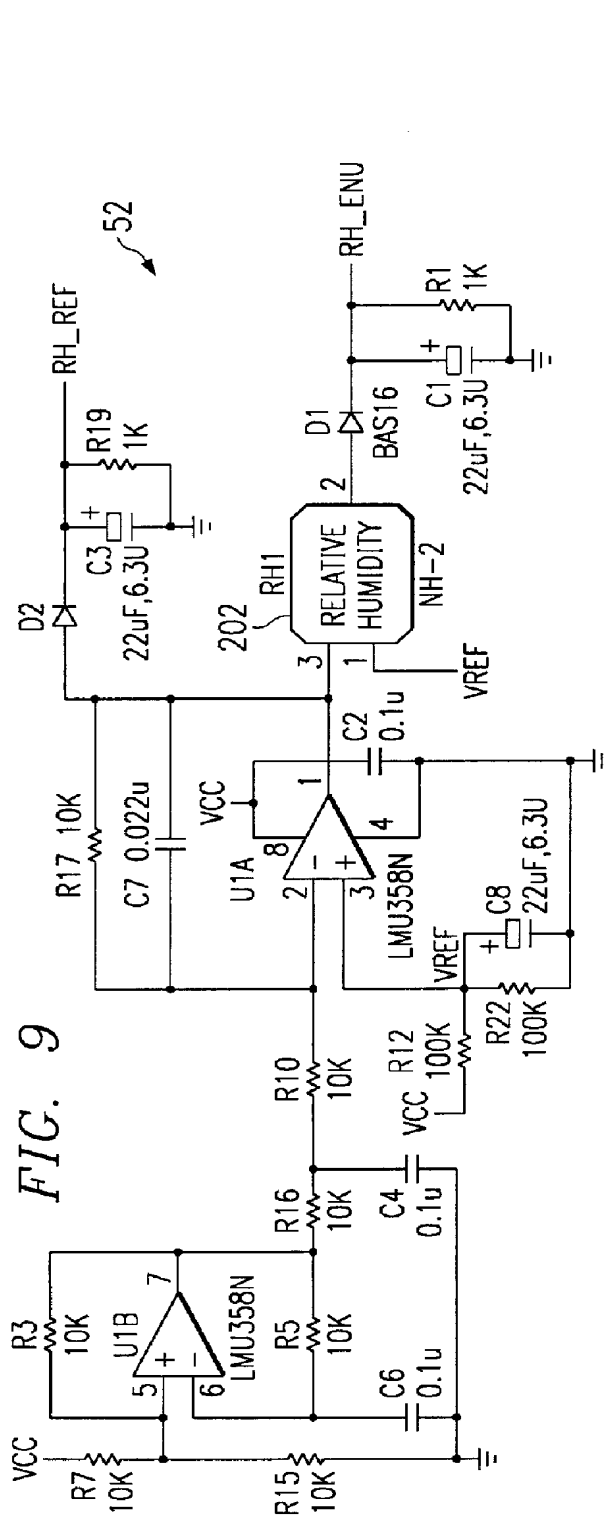 FIG. 9
52
VCC
R7
10K
R15
10K
R3
10K
U1B
5
6
7
+
–
LMU358N
R5
10K
C6
0.1u
R16
10K
C4
0.1u
R10
10K
R17 10K
C7 0.022u
VCC
U1A
8
2
3
–
+
1
4
LMU358N
C2
0.1u
VCC
R12
100K
VREF
R22
100K
+
C8
22uF,6.3U
D2
RH_REF
+
C3
22uF,6.3U
R19
1K
202
RH1
3
1
2
RELATIVE
HUMIDITY
NH-2
VREF
D1
BAS16
RH_ENU
+
C1
22uF,6.3U
R1
1K